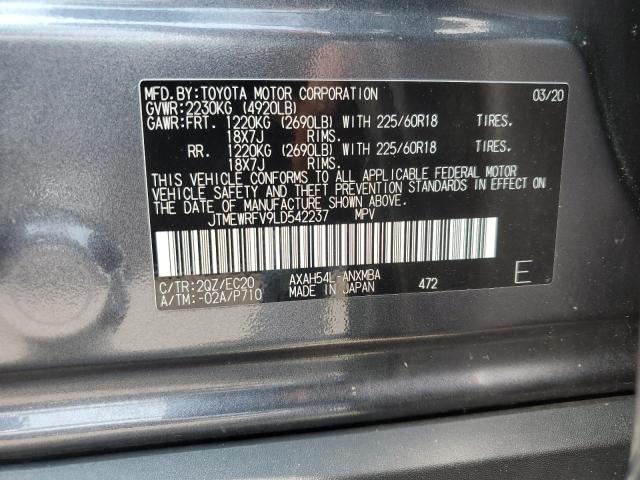 MFD.BY:TOYOTA MOTOR CORPORATION 03/20
GVWR:2230KG (4920LB)
GAWR:FRT. 1220KG (2690LB) WITH 225/60R18 TIRES.
18X7J RIMS.
RR. 1220KG (2690LB) WITH 225/60R18 TIRES.
18X7J RIMS.
THIS VEHICLE CONFORMS TO ALL APPLICABLE FEDERAL MOTOR
VEHICLE SAFETY AND THEFT PREVENTION STANDARDS IN EFFECT ON
THE DATE OF MANUFACTURE SHOWN ABOVE.
JTMEWRFV9LD542237 MPV
C/TR:2QZ/EC20 AXAH54L-ANXMBA
A/TM:-02A/P710 MADE IN JAPAN 472 E